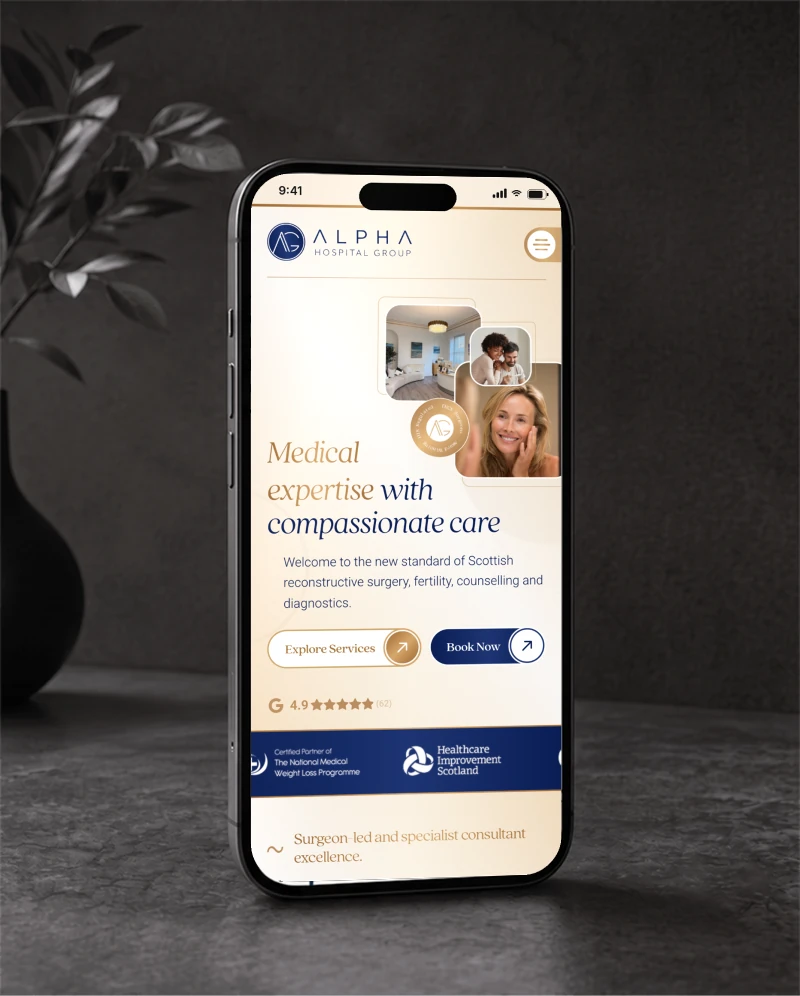 9:41
ALPHA
HOSPITAL GROUP
AG
Medical
expertise with
compassionate care
Welcome to the new standard of Scottish
reconstructive surgery, fertility, counselling and
diagnostics.
Explore Services
Book Now
G 4.9 ★★★★★ (62)
Certified Partner of
The National Medical
Weight Loss Programme
Healthcare
Improvement
Scotland
Surgeon-led and specialist consultant
excellence.